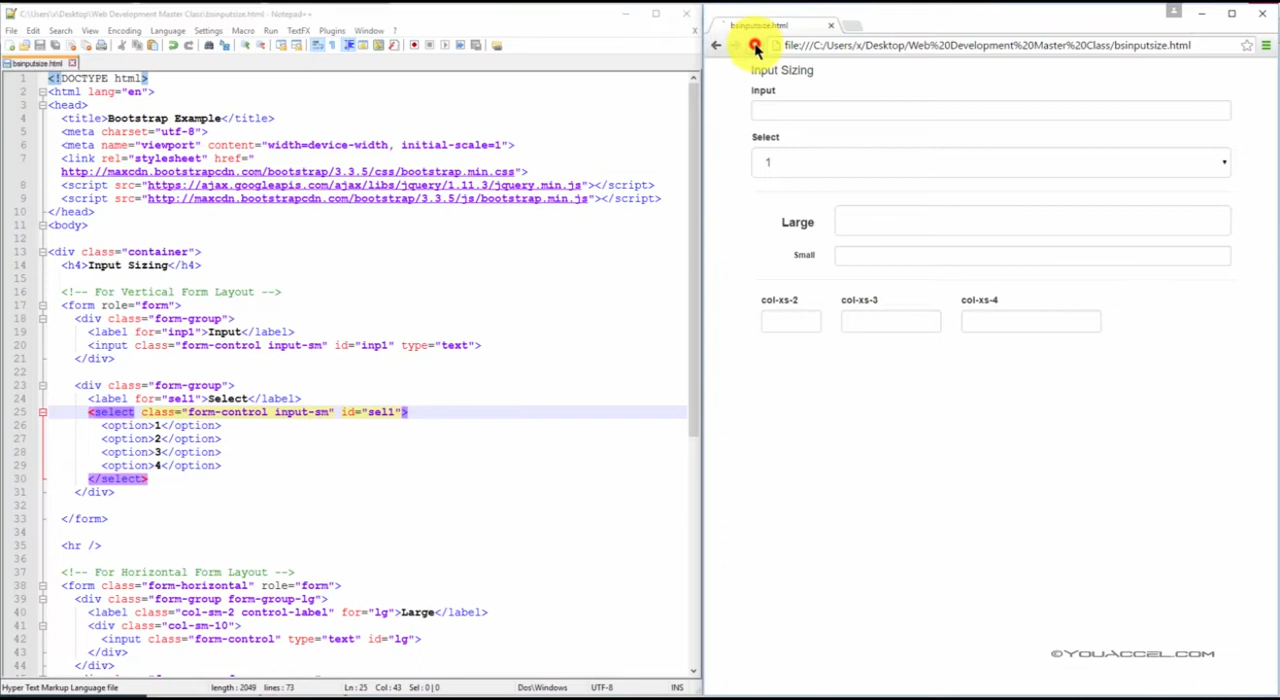 C:\Users\x\Desktop\Web Development Master Class\bsinputsize.html - Notepad++
File Edit Search View Encoding Language Settings Macro Run TextFX Plugins Window ? X
bsinputsize.html
1 <!DOCTYPE html>
2 <html lang="en">
3 <head>
4 <title>Bootstrap Example</title>
5 <meta charset="utf-8">
6 <meta name="viewport" content="width=device-width, initial-scale=1">
7 <link rel="stylesheet" href="
http://maxcdn.bootstrapcdn.com/bootstrap/3.3.5/css/bootstrap.min.css">
8 <script src="https://ajax.googleapis.com/ajax/libs/jquery/1.11.3/jquery.min.js"></script>
9 <script src="http://maxcdn.bootstrapcdn.com/bootstrap/3.3.5/js/bootstrap.min.js"></script>
10 </head>
11 <body>
12
13 <div class="container">
14 <h4>Input Sizing</h4>
15
16 <!-- For Vertical Form Layout -->
17 <form role="form">
18 <div class="form-group">
19 <label for="inp1">Input</label>
20 <input class="form-control input-sm" id="inp1" type="text">
21 </div>
22
23 <div class="form-group">
24 <label for="sel1">Select</label>
25 <select class="form-control input-sm" id="sel1">
26 <option>1</option>
27 <option>2</option>
28 <option>3</option>
29 <option>4</option>
30 </select>
31 </div>
32
33 </form>
34
35 <hr />
36
37 <!-- For Horizontal Form Layout -->
38 <form class="form-horizontal" role="form">
39 <div class="form-group form-group-lg">
40 <label class="col-sm-2 control-label" for="lg">Large</label>
41 <div class="col-sm-10">
42 <input class="form-control" type="text" id="lg">
43 </div>
44 </div>
Hyper Text Markup Language file length : 2049 lines : 73 Ln : 25 Col : 43 Sel : 0 | 0 Dos\Windows UTF-8 INS
bsinputsize.html
file:///C:/Users/x/Desktop/Web%20Development%20Master%20Class/bsinputsize.html
Input Sizing
Input
Select
1
Large
Small
col-xs-2 col-xs-3 col-xs-4
©YOUACCEL.COM